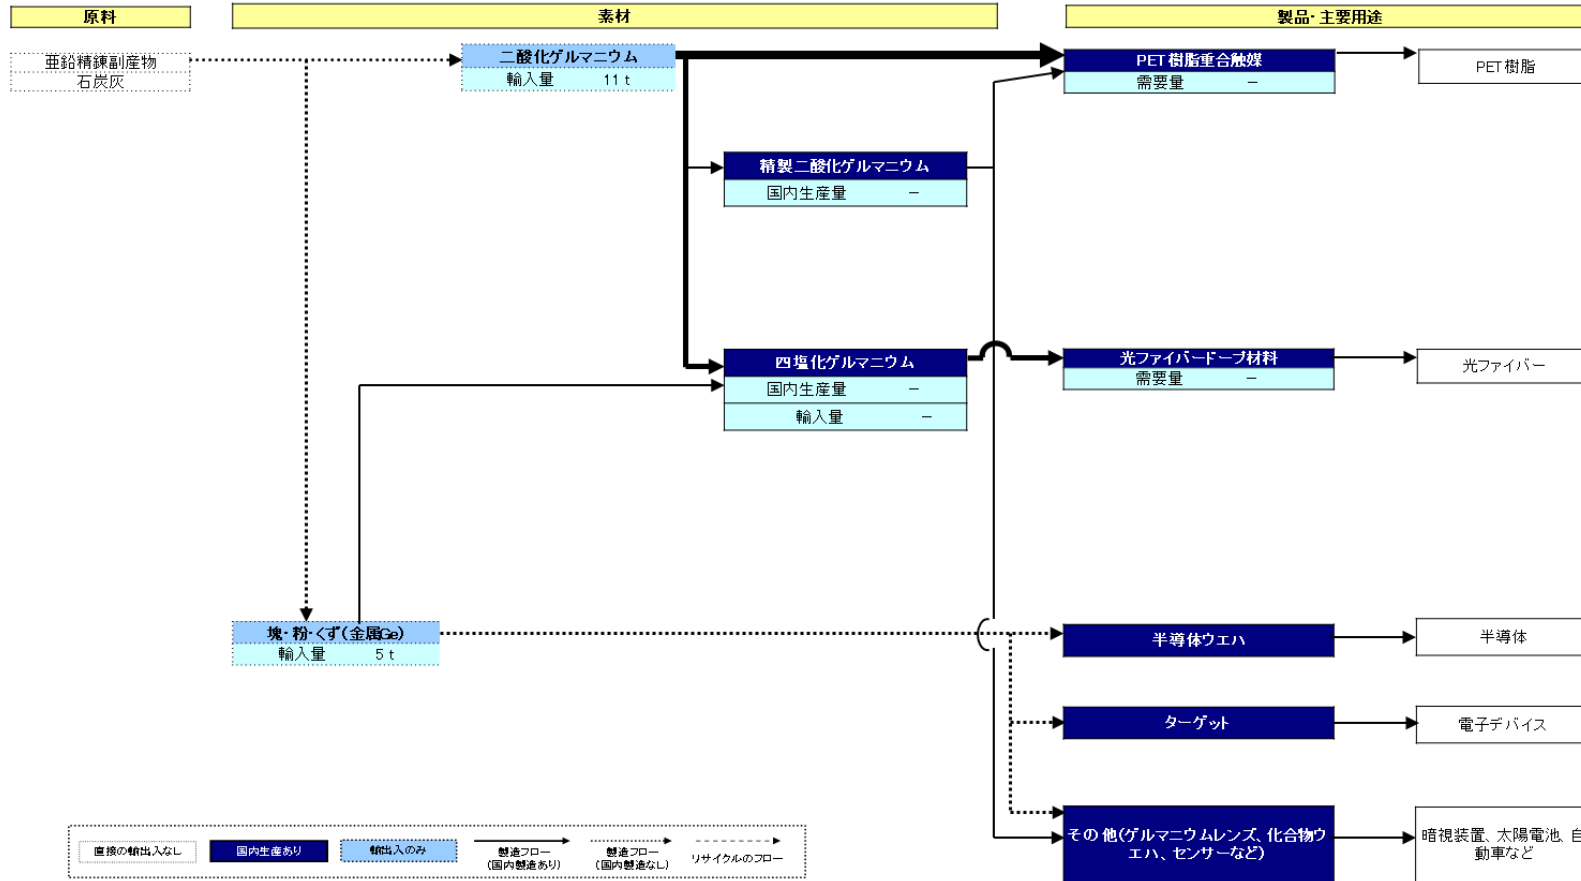 原料
素材
製品・主要用途
亜鉛精錬副産物
石炭灰
二酸化ゲルマニウム
輸入量 11 t
PET 樹脂重合触媒
需要量 －
PET 樹脂
精製二酸化ゲルマニウム
国内生産量 －
四塩化ゲルマニウム
国内生産量 －
輸入量 －
光ファイバードープ材料
需要量 －
光ファイバー
塊・粉・くず(金属Ge)
輸入量 5 t
半導体ウエハ
半導体
ターゲット
電子デバイス
その他(ゲルマニウムレンズ、化合物ウ
エハ、センサーなど)
暗視装置、太陽電池、自
動車など
直接の輸出入なし
国内生産あり
輸出入のみ
製造フロー
(国内製造あり)
製造フロー
(国内製造なし)
リサイクルのフロー